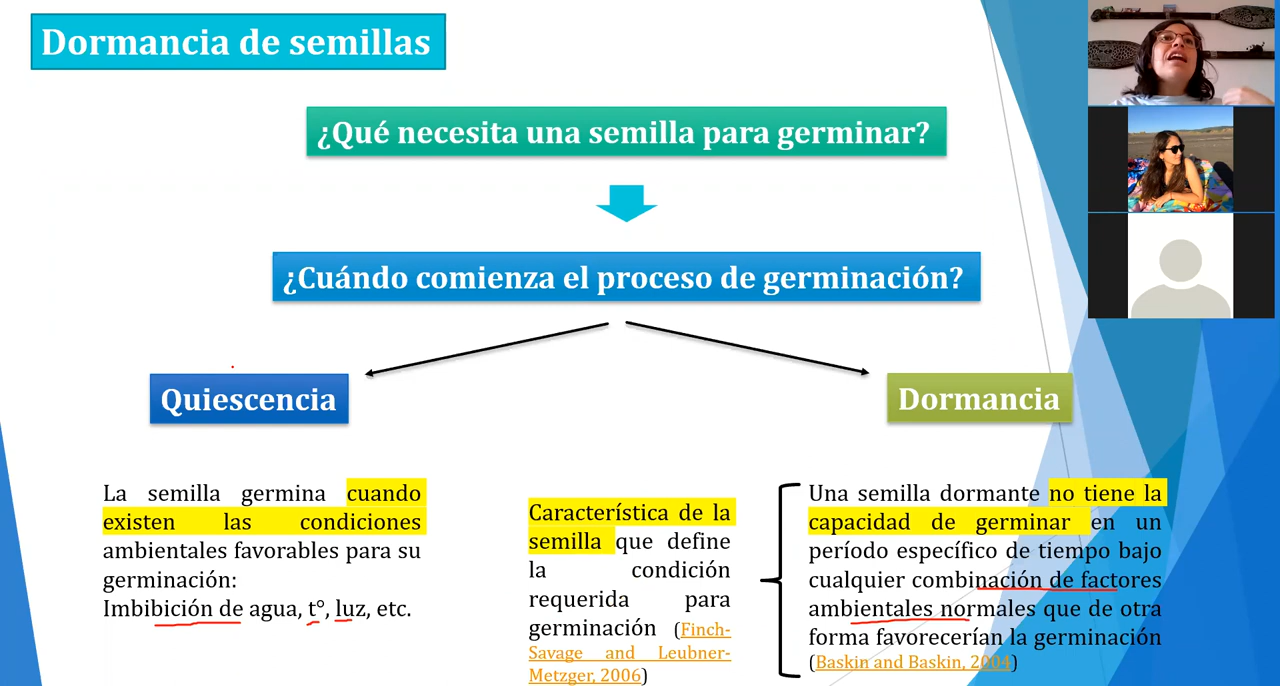 Dormancia de semillas
¿Qué necesita una semilla para germinar?
¿Cuándo comienza el proceso de germinación?
Quiescencia
Dormancia
La semilla germina cuando
existen las condiciones
ambientales favorables para su
germinación:
Imbibición de agua, t°, luz, etc.
Característica de la
semilla que define
la condición
requerida para
germinación (Finch-
Savage and Leubner-
Metzger, 2006)
Una semilla dormante no tiene la
capacidad de germinar en un
período específico de tiempo bajo
cualquier combinación de factores
ambientales normales que de otra
forma favorecerían la germinación
(Baskin and Baskin, 2004)